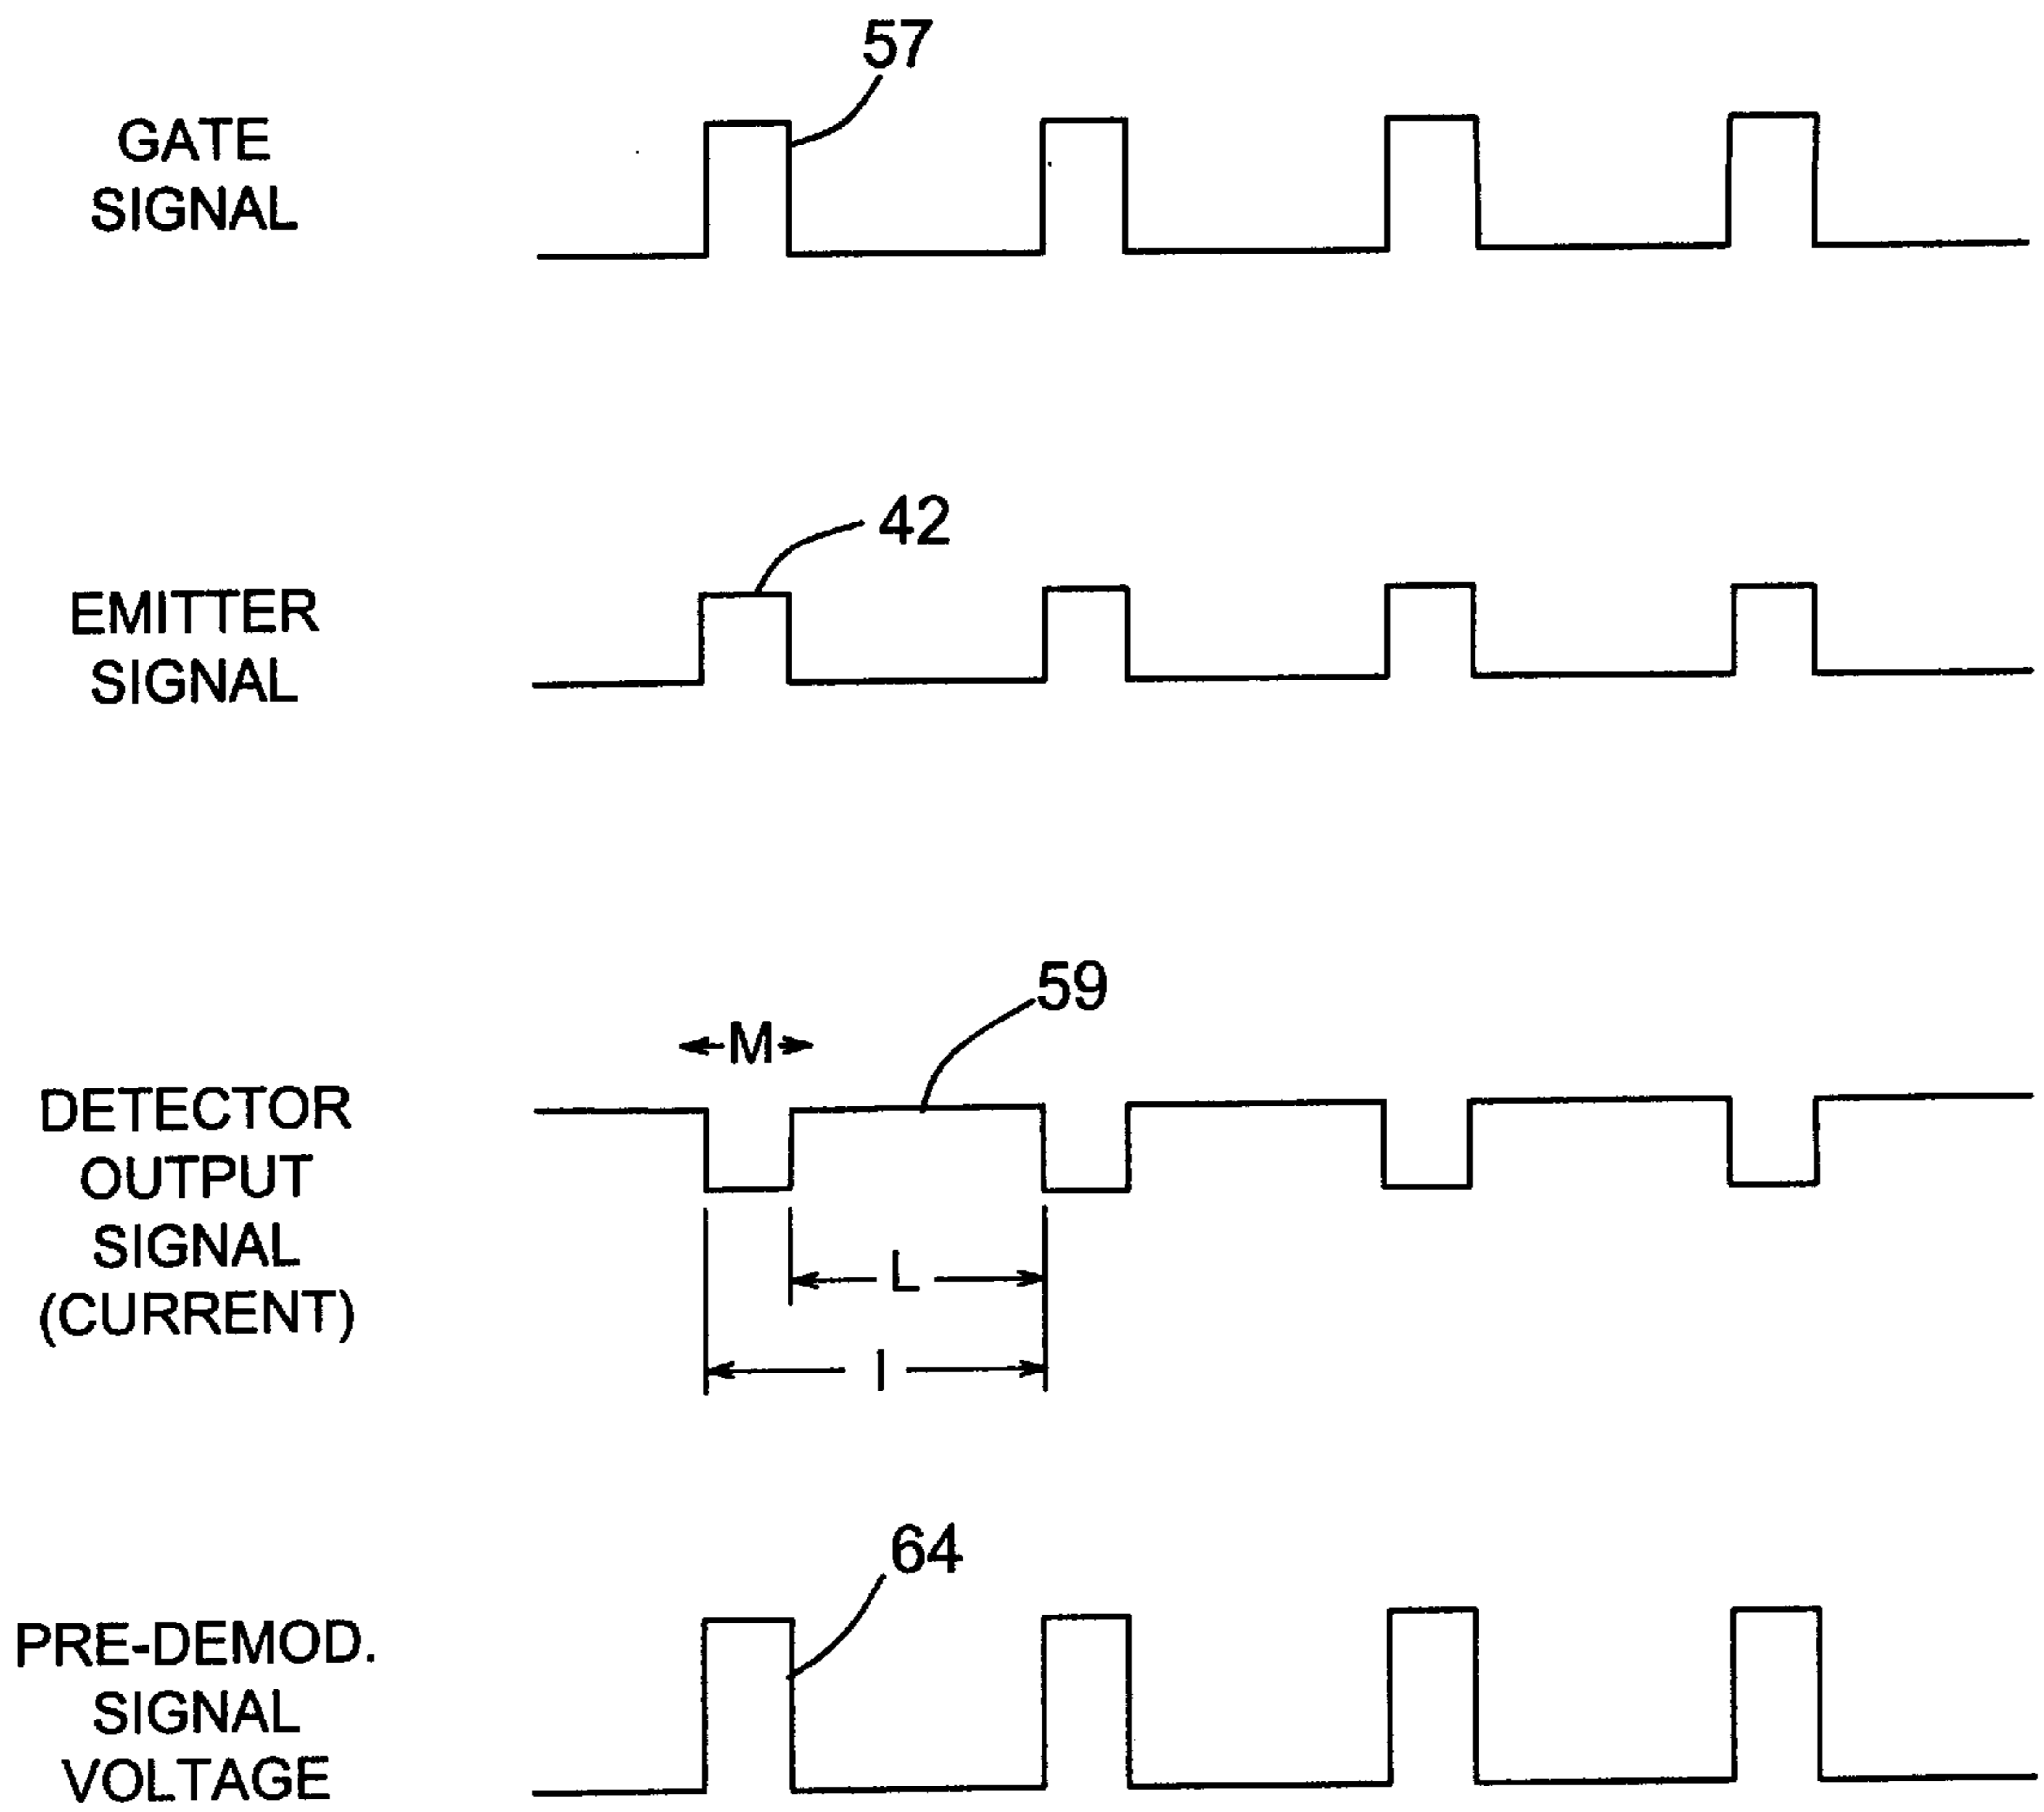 57
GATE
SIGNAL
42
EMITTER
SIGNAL
59
M
DETECTOR
OUTPUT
SIGNAL
(CURRENT)
L
I
64
PRE-DEMOD.
SIGNAL
VOLTAGE